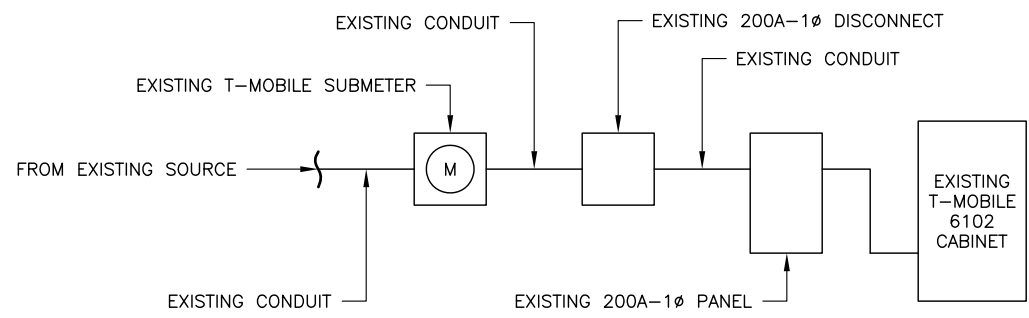 EXISTING CONDUIT
EXISTING 200A-1ø DISCONNECT
EXISTING CONDUIT
EXISTING T-MOBILE SUBMETER
FROM EXISTING SOURCE
M
EXISTING
T-MOBILE
6102
CABINET
EXISTING CONDUIT
EXISTING 200A-1ø PANEL